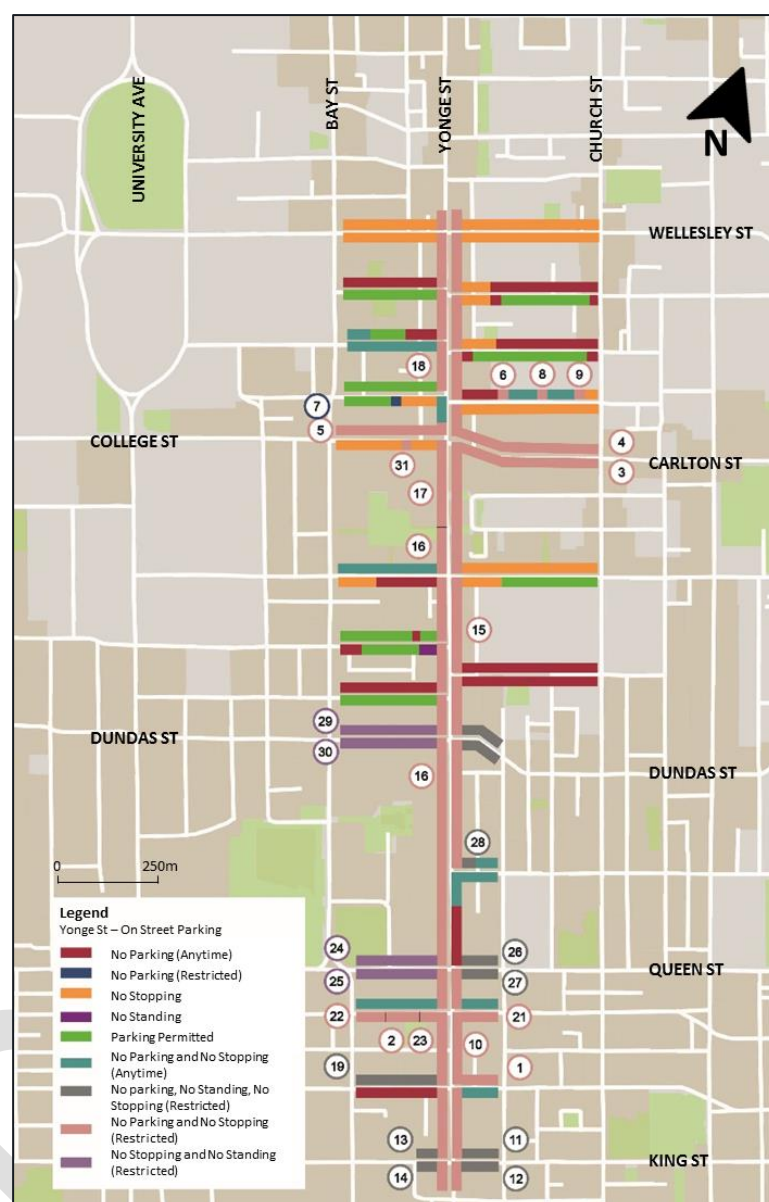 UNIVERSITY AVE
BAY ST
YONGE ST
CHURCH ST
N
WELLESLEY ST
18
6
8
9
7
5
COLLEGE ST
4
31
CARLTON ST
3
17
16
15
29
DUNDAS ST
30
16
DUNDAS ST
28
0
250m
Legend
Yonge St – On Street Parking
No Parking (Anytime)
No Parking (Restricted)
No Stopping
No Standing
Parking Permitted
No Parking and No Stopping
(Anytime)
No parking, No Standing, No
Stopping (Restricted)
No Parking and No Stopping
(Restricted)
No Stopping and No Standing
(Restricted)
24
26
25
27
QUEEN ST
22
21
2
23
10
19
1
13
11
KING ST
14
12